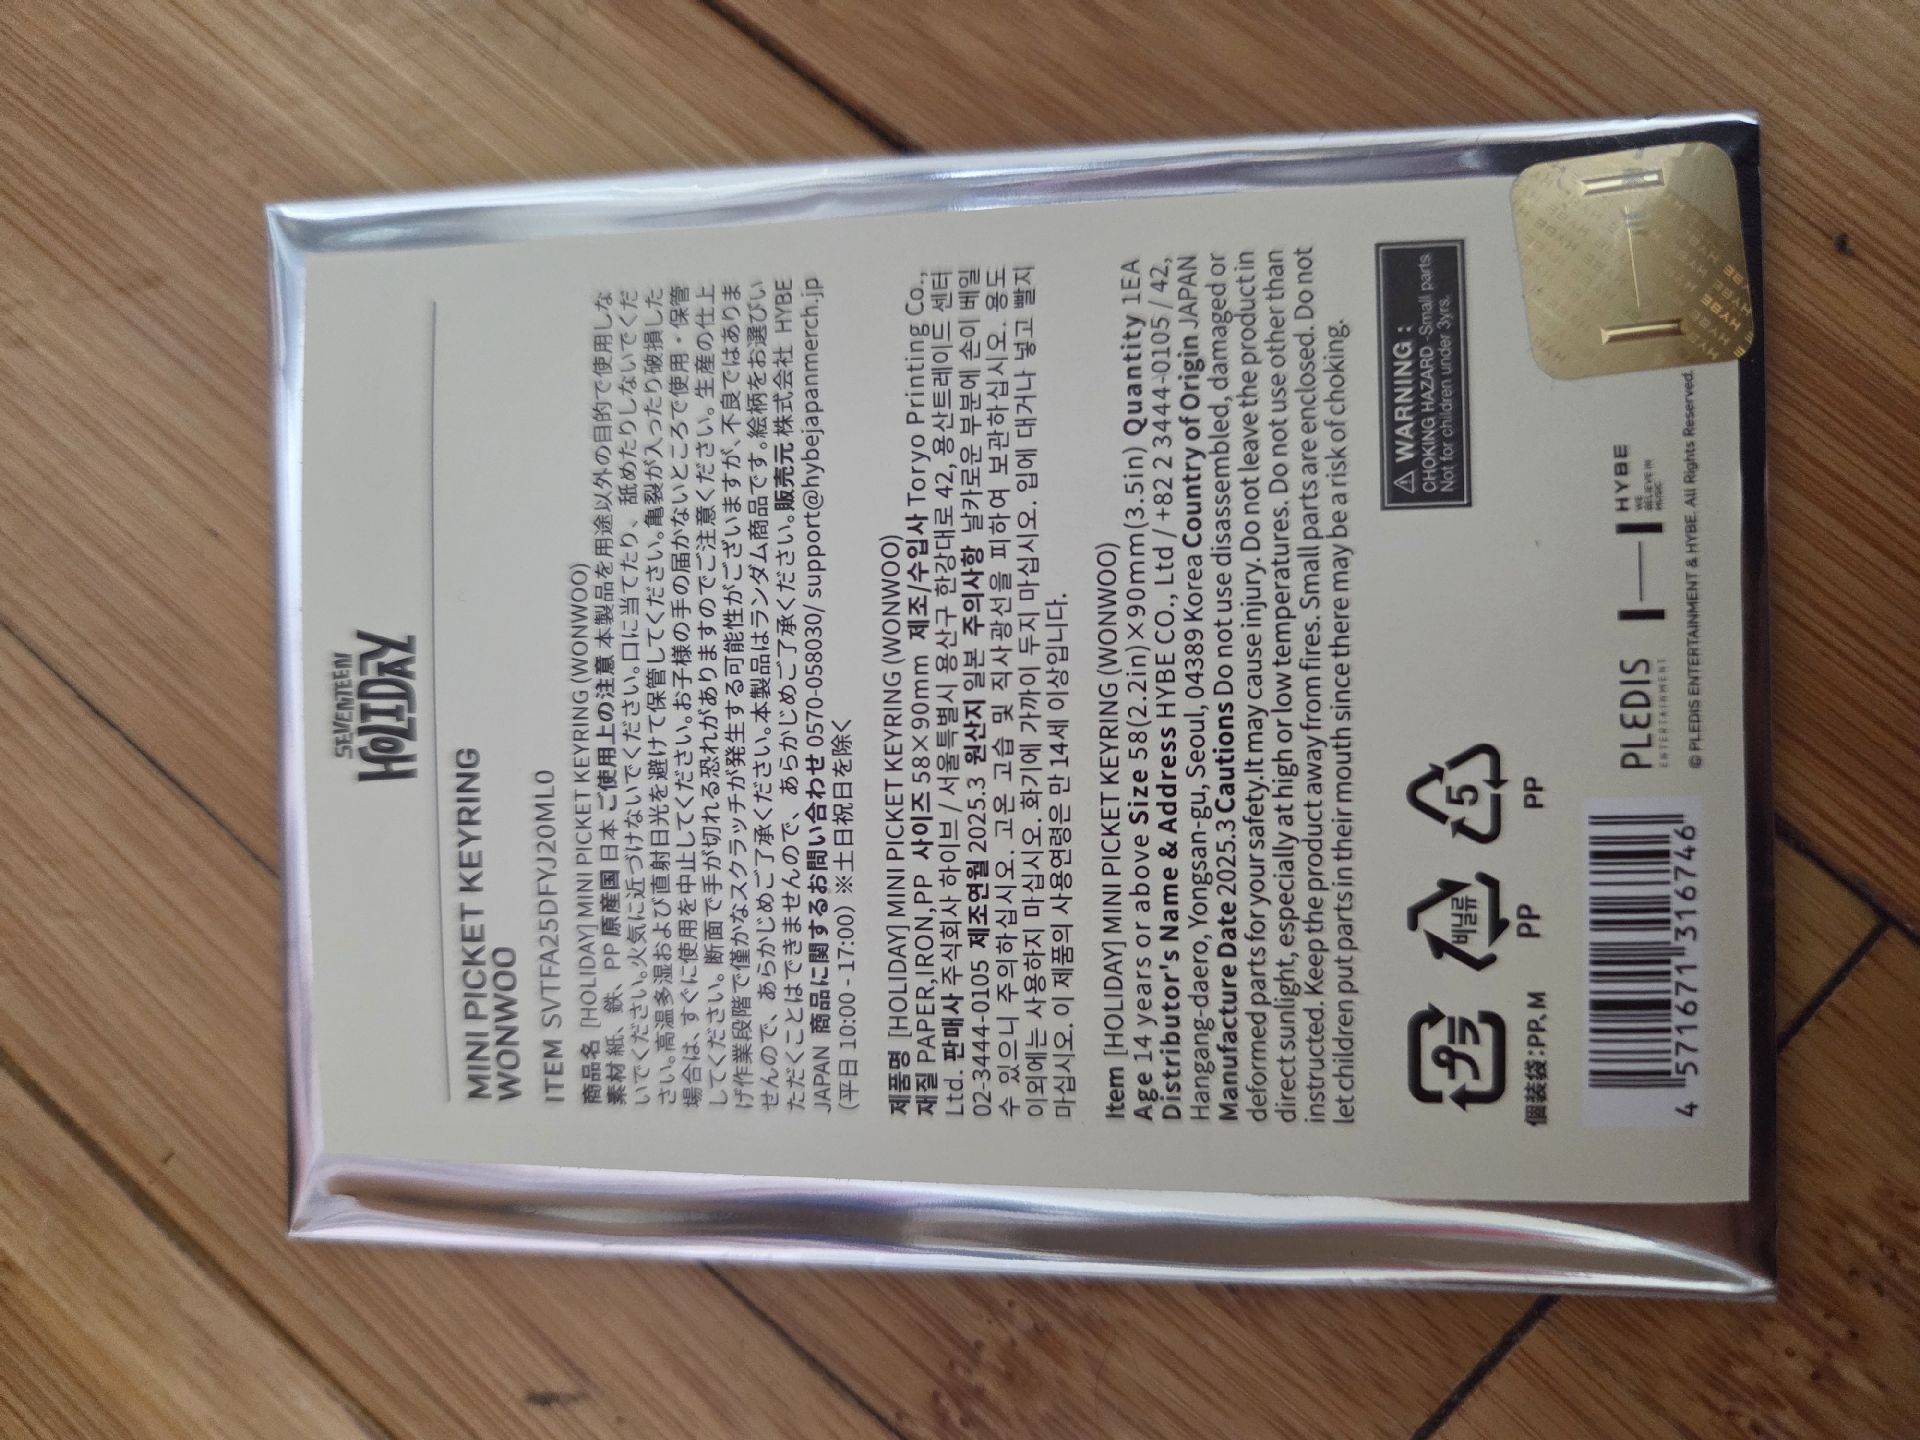 SEVENTEEN
HOLIDAY
MINI PICKET KEYRING
WONWOO
ITEM SVTFA25DFYJ20ML0
商品名 [HOLIDAY] MINI PICKET KEYRING (WONWOO)
素材 紙、鉄、PP 原産国 日本 ご使用上の注意 本製品を用途以外の目的で使用しな
いでください。火気に近づけないでください。口に当てたり、舐めたりしないでくだ
さい。高温多湿および直射日光を避けて保管してください。亀裂が入ったり破損した
場合は、すぐに使用を中止してください。お子様の手の届かないところで使用・保管
してください。断面で手が切れる恐れがありますのでご注意ください。生産の仕上
げ作業段階で僅かなスクラッチが発生する可能性がございますが、不良ではありま
せんので、あらかじめご了承ください。本製品はランダム商品です。絵柄をお選びい
ただくことはできませんので、あらかじめご了承ください。販売元 株式会社 HYBE
JAPAN 商品に関するお問い合わせ 0570-058030/ support@hybejapanmerch.jp
(平日 10:00 - 17:00) ※土日祝日を除く
제품명 [HOLIDAY] MINI PICKET KEYRING (WONWOO)
재질 PAPER,IRON,PP 사이즈 58×90mm 제조/수입사 Toryo Printing Co.,
Ltd. 판매사 주식회사 하이브 / 서울특별시 용산구 한강대로 42, 용산트레이드 센터
02-3444-0105 제조연월 2025.3 원산지 일본 주의사항 날카로운 부분에 손이 베일
수 있으니 주의하십시오. 고온 고습 및 직사광선을 피하여 보관하십시오. 용도
이외에는 사용하지 마십시오. 화기에 가까이 두지 마십시오. 입에 대거나 넣고 빨지
마십시오. 이 제품의 사용연령은 만 14세 이상입니다.
Item [HOLIDAY] MINI PICKET KEYRING (WONWOO)
Age 14 years or above Size 58(2.2in)×90mm(3.5in) Quantity 1EA
Distributor's Name & Address HYBE CO., Ltd / +82 2 3444-0105 / 42,
Hangang-daero, Yongsan-gu, Seoul, 04389 Korea Country of Origin JAPAN
Manufacture Date 2025.3 Cautions Do not use disassembled, damaged or
deformed parts for your safety.It may cause injury. Do not leave the product in
direct sunlight, especially at high or low temperatures. Do not use other than
instructed. Keep the product away from fires. Small parts are enclosed. Do not
let children put parts in their mouth since there may be a risk of choking.
プラ
비닐류
5
個装袋:PP, M
PP
PP
⚠ WARNING :
CHOKING HAZARD -Small parts
Not for children under 3yrs.
4 571671 316746
PLEDIS
ENTERTAINMENT
HYBE
WE
BELIEVE IN
MUSIC
© PLEDIS ENTERTAINMENT & HYBE. All Rights Reserved.
HYBE